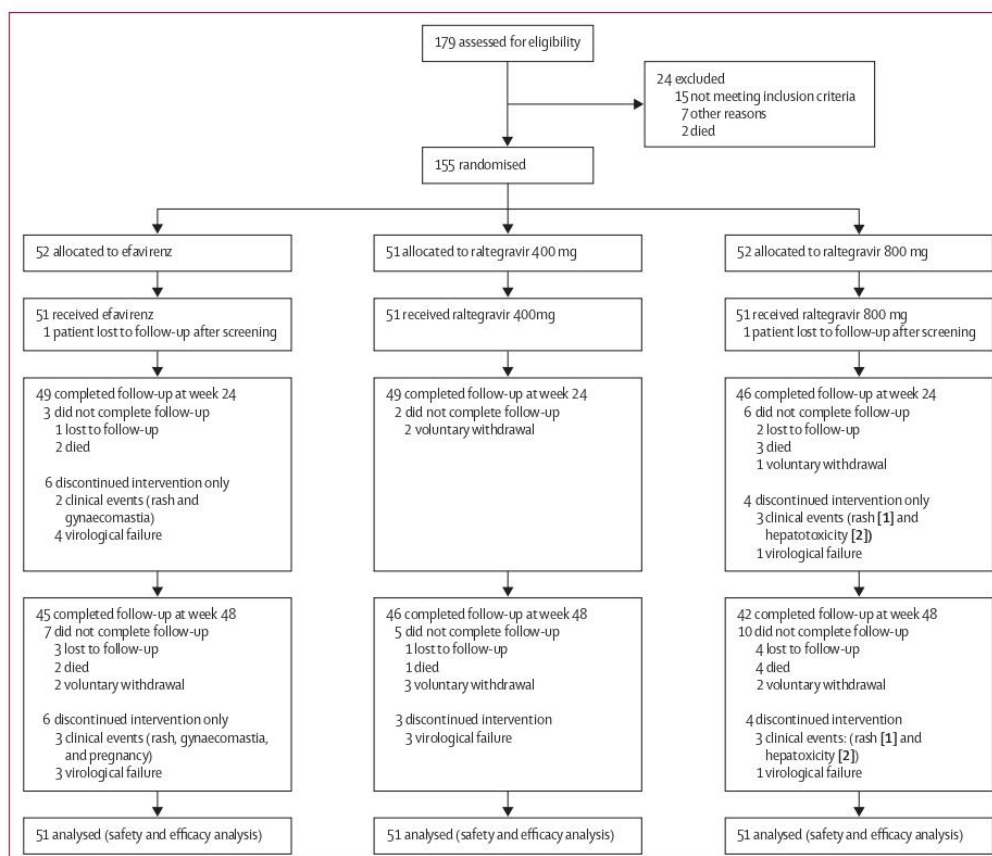 179 assessed for eligibility
24 excluded
15 not meeting inclusion criteria
7 other reasons
2 died
155 randomised
52 allocated to efavirenz
51 allocated to raltegravir 400 mg
52 allocated to raltegravir 800 mg
51 received efavirenz
1 patient lost to follow-up after screening
51 received raltegravir 400mg
51 received raltegravir 800 mg
1 patient lost to follow-up after screening
49 completed follow-up at week 24
3 did not complete follow-up
1 lost to follow-up
2 died
6 discontinued intervention only
2 clinical events (rash and
gynaecomastia)
4 virological failure
49 completed follow-up at week 24
2 did not complete follow-up
2 voluntary withdrawal
46 completed follow-up at week 24
6 did not complete follow-up
2 lost to follow-up
3 died
1 voluntary withdrawal
4 discontinued intervention only
3 clinical events (rash [1] and
hepatotoxicity [2])
1 virological failure
45 completed follow-up at week 48
7 did not complete follow-up
3 lost to follow-up
2 died
2 voluntary withdrawal
6 discontinued intervention only
3 clinical events (rash, gynaecomastia,
and pregnancy)
3 virological failure
46 completed follow-up at week 48
5 did not complete follow-up
1 lost to follow-up
1 died
3 voluntary withdrawal
3 discontinued intervention
3 virological failure
42 completed follow-up at week 48
10 did not complete follow-up
4 lost to follow-up
4 died
2 voluntary withdrawal
4 discontinued intervention
3 clinical events: (rash [1] and
hepatotoxicity [2])
1 virological failure
51 analysed (safety and efficacy analysis)
51 analysed (safety and efficacy analysis)
51 analysed (safety and efficacy analysis)